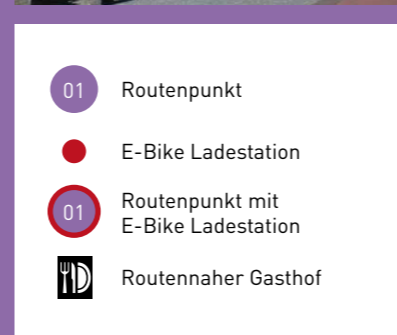 01 Routenpunkt
E-Bike Ladestation
01 Routenpunkt mit
E-Bike Ladestation
Routennaher Gasthof